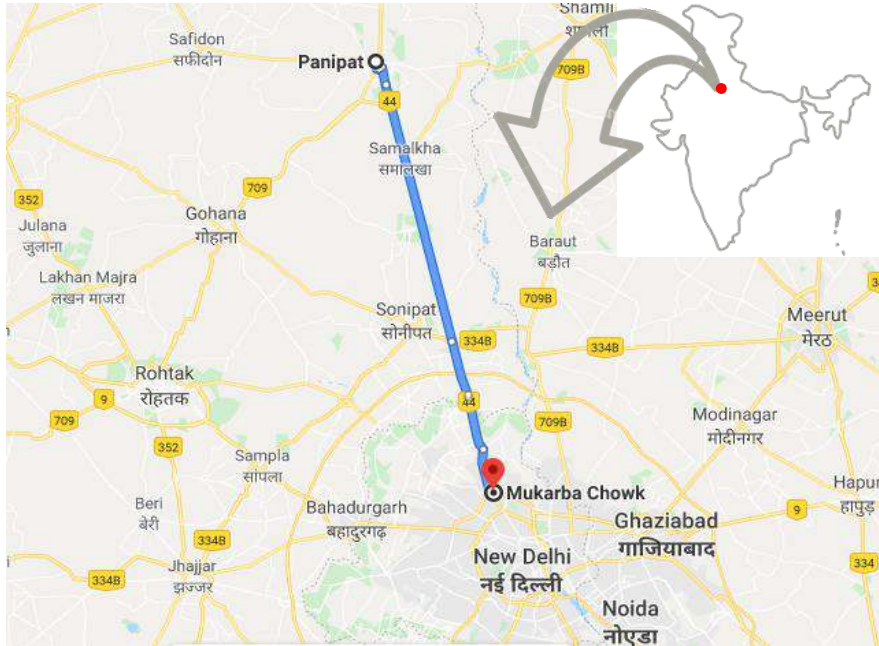 Shamli
शामली
Safidon
सफीदोन
Panipat
709B
44
Samalkha
समालखा
709
352
Gohana
गोहाना
Julana
जुलाना
Baraut
बड़ौत
Lakhan Majra
लखन माजरा
709B
Sonipat
सोनीपत
Meerut
मेरठ
334B
334B
Rohtak
रोहतक
9
44
709
709B
Modinagar
मोदीनगर
352
Sampla
सांपला
Hapur
हापुड़
Mukarba Chowk
Beri
बेरी
Bahadurgarh
बहादुरगढ़
9
Ghaziabad
गाजियाबाद
New Delhi
नई दिल्ली
Jhajjar
झज्जर
334B
334
Noida
नोएडा